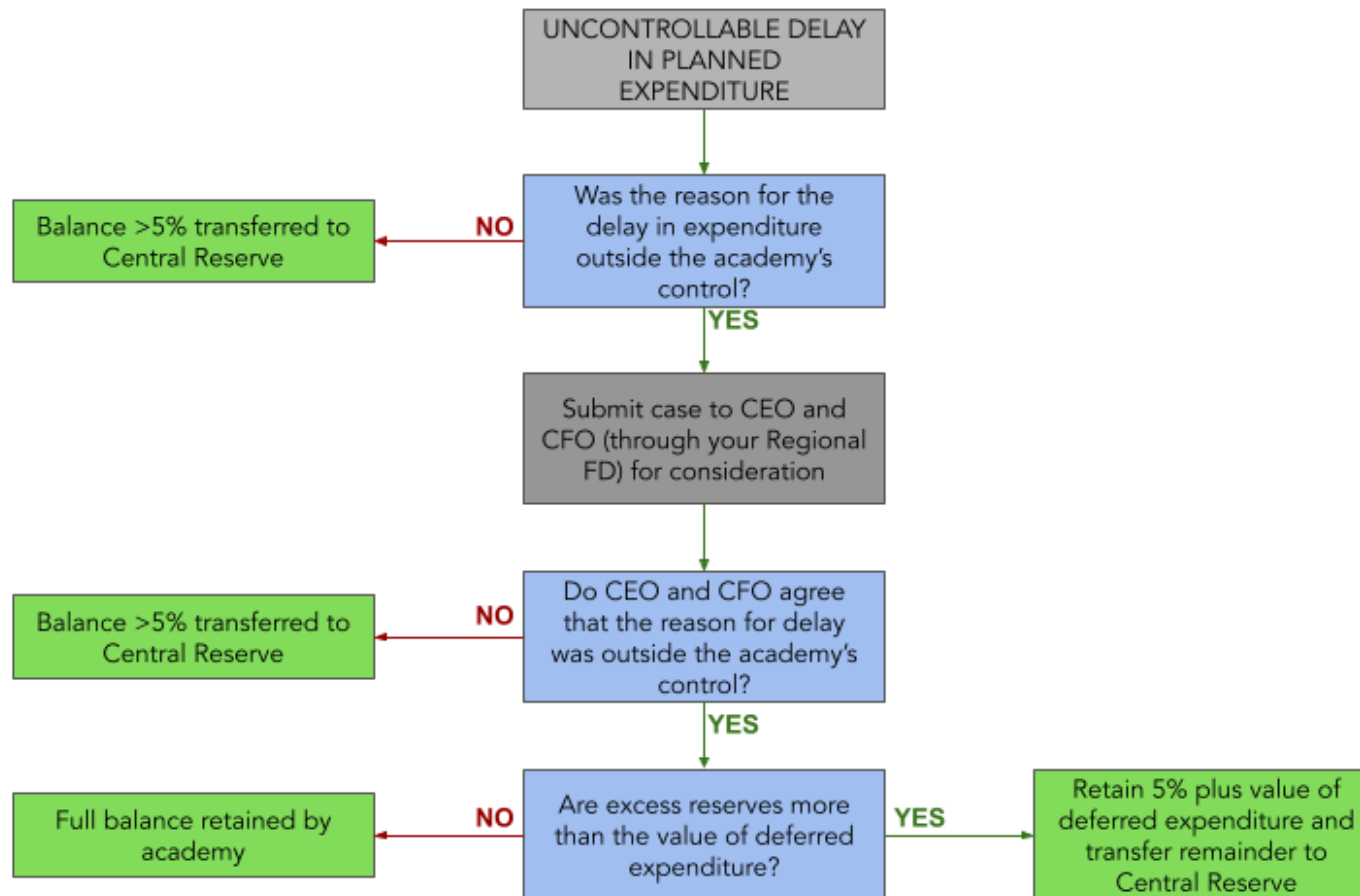 UNCONTROLLABLE DELAY
IN PLANNED
EXPENDITURE
Was the reason for the
delay in expenditure
outside the academy's
control?
NO
Balance >5% transferred to
Central Reserve
YES
Submit case to CEO and
CFO (through your Regional
FD) for consideration
Do CEO and CFO agree
that the reason for delay
was outside the academy's
control?
NO
Balance >5% transferred to
Central Reserve
YES
Are excess reserves more
than the value of deferred
expenditure?
NO
Full balance retained by
academy
YES
Retain 5% plus value of
deferred expenditure and
transfer remainder to
Central Reserve